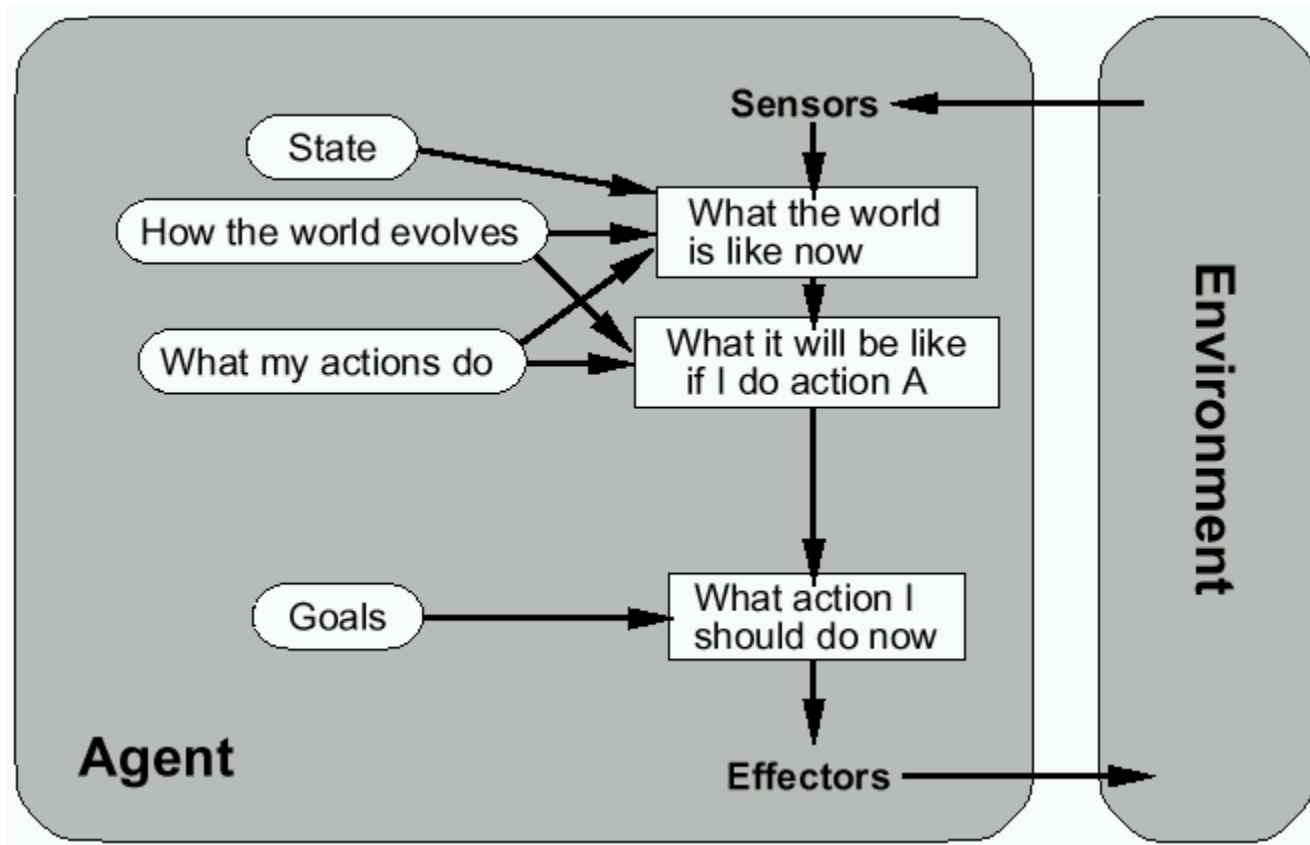 Sensors
State
What the world
is like now
How the world evolves
What it will be like
if I do action A
What my actions do
Environment
Goals
What action I
should do now
Agent
Effectors